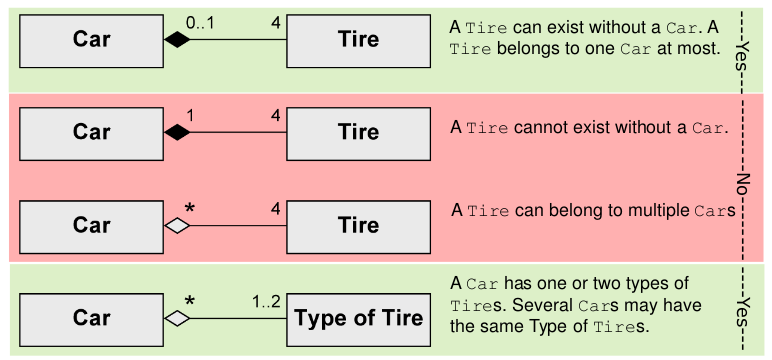 0..1 4
Car Tire
A Tire can exist without a Car. A
Tire belongs to one Car at most.
Yes
1 4
Car Tire
A Tire cannot exist without a Car.
No
* 4
Car Tire
A Tire can belong to multiple Cars
* 1..2
Car Type of Tire
A Car has one or two types of
Tires. Several Cars may have
the same Type of Tires.
Yes